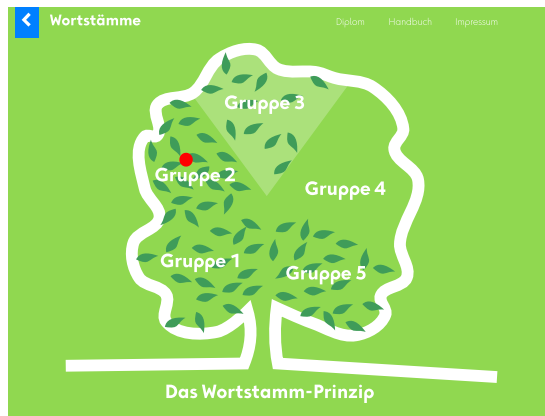 Wortstämme
Diplom Handbuch Impressum
Gruppe 3
Gruppe 2
Gruppe 4
Gruppe 1
Gruppe 5
Das Wortstamm-Prinzip